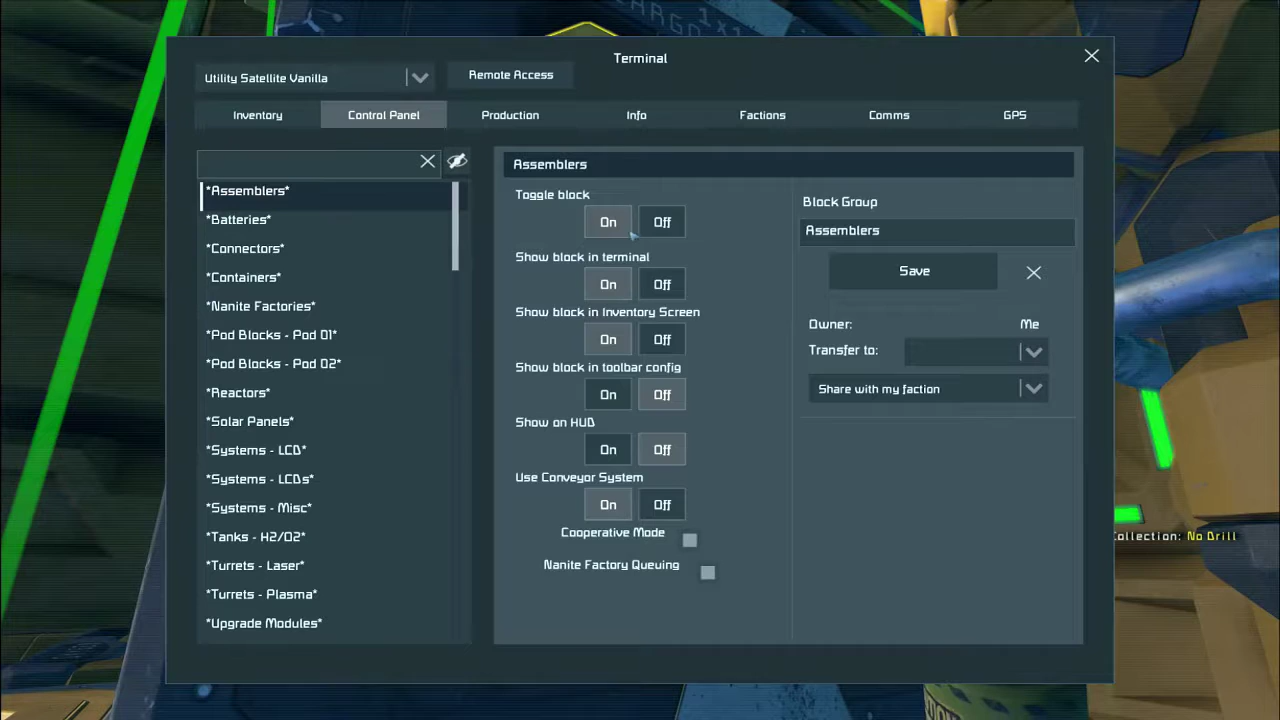 CARGO 1x1
Terminal
Utility Satellite Vanilla
Remote Access
Inventory
Control Panel
Production
Info
Factions
Comms
GPS
*Assemblers*
*Batteries*
*Connectors*
*Containers*
*Nanite Factories*
*Pod Blocks - Pod 01*
*Pod Blocks - Pod 02*
*Reactors*
*Solar Panels*
*Systems - LCD*
*Systems - LCDs*
*Systems - Misc*
*Tanks - H2/O2*
*Turrets - Laser*
*Turrets - Plasma*
*Upgrade Modules*
Assemblers
Toggle block
On Off
Show block in terminal
On Off
Show block in Inventory Screen
On Off
Show block in toolbar config
On Off
Show on HUD
On Off
Use Conveyor System
On Off
Cooperative Mode
Nanite Factory Queuing
Block Group
Assemblers
Save
Owner: Me
Transfer to:
Share with my faction
Collection: No Drill